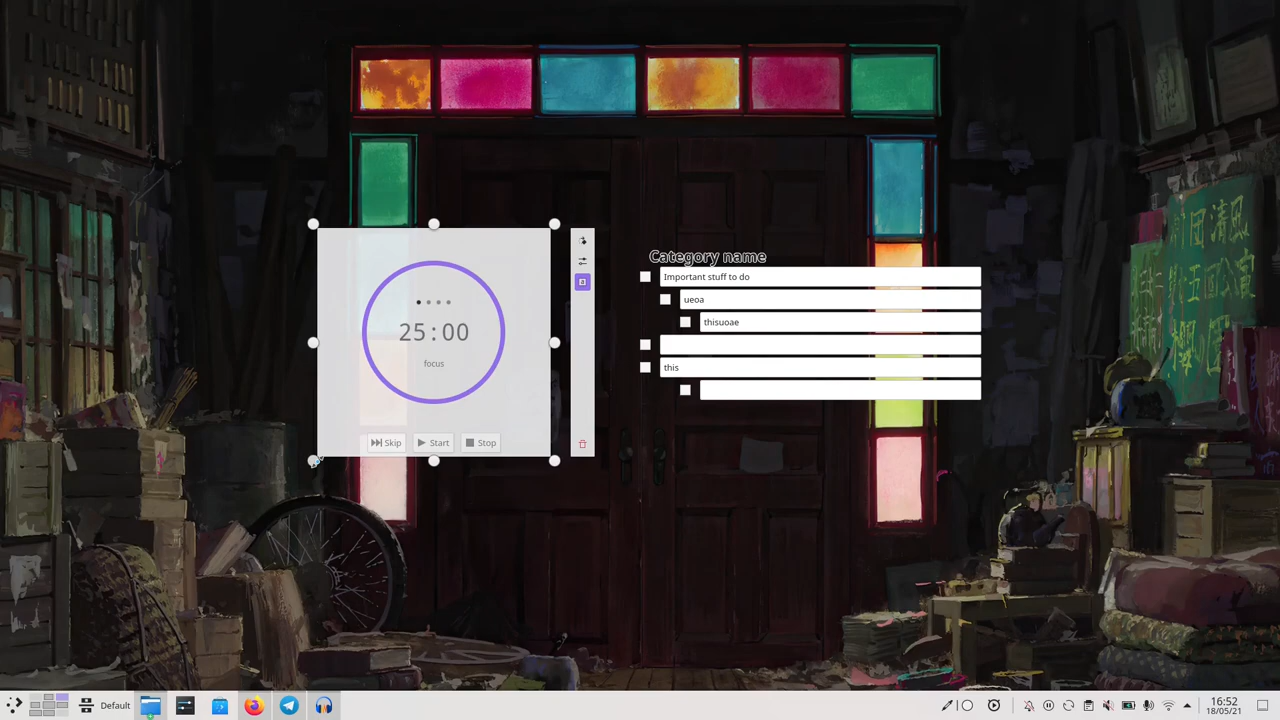 25:00
focus
Skip
Start
Stop
Category name
Important stuff to do
ueoa
thisuoae
this
Default
16:52
18/05/21